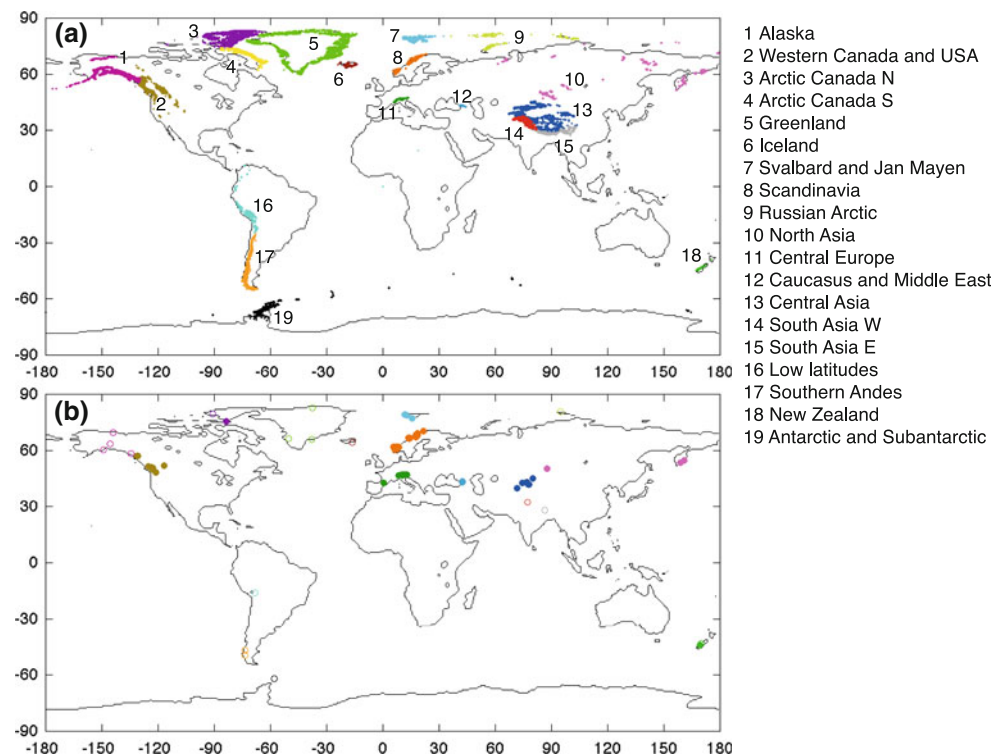 (a)
90
60
30
0
-30
-60
-90
1
2
3
4
5
6
7
8
9
10
11
12
13
14
15
16
17
18
19
-180 -150 -120 -90 -60 -30 0 30 60 90 120 150 180
(b)
90
60
30
0
-30
-60
-90
-180 -150 -120 -90 -60 -30 0 30 60 90 120 150 180
1 Alaska
2 Western Canada and USA
3 Arctic Canada N
4 Arctic Canada S
5 Greenland
6 Iceland
7 Svalbard and Jan Mayen
8 Scandinavia
9 Russian Arctic
10 North Asia
11 Central Europe
12 Caucasus and Middle East
13 Central Asia
14 South Asia W
15 South Asia E
16 Low latitudes
17 Southern Andes
18 New Zealand
19 Antarctic and Subantarctic